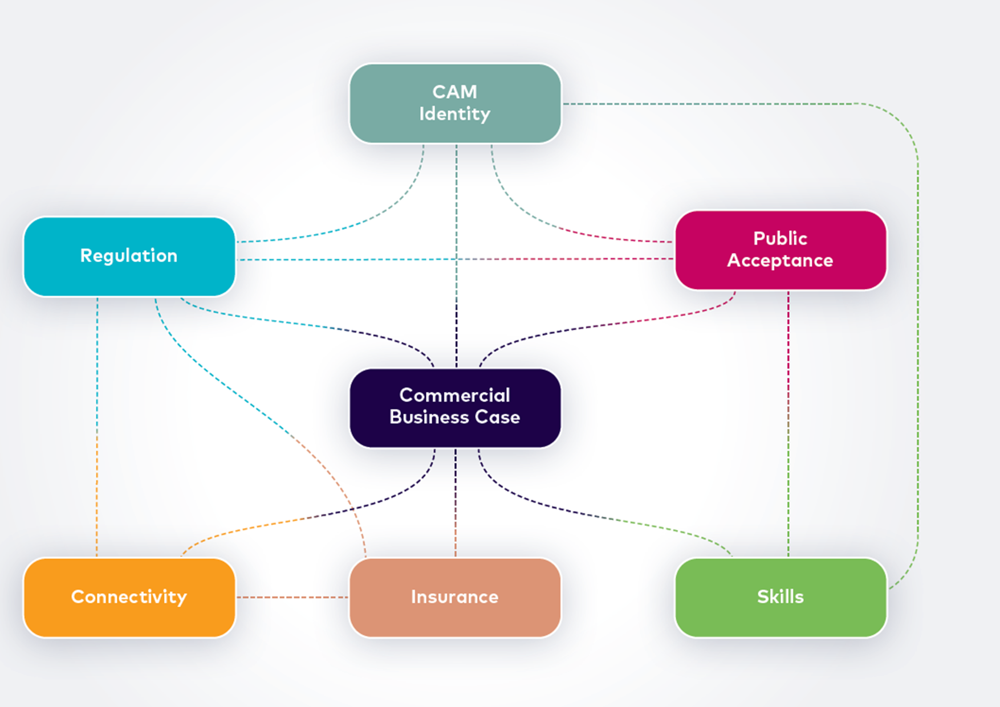 CAM
Identity
Regulation
Public
Acceptance
Commercial
Business Case
Connectivity
Insurance
Skills